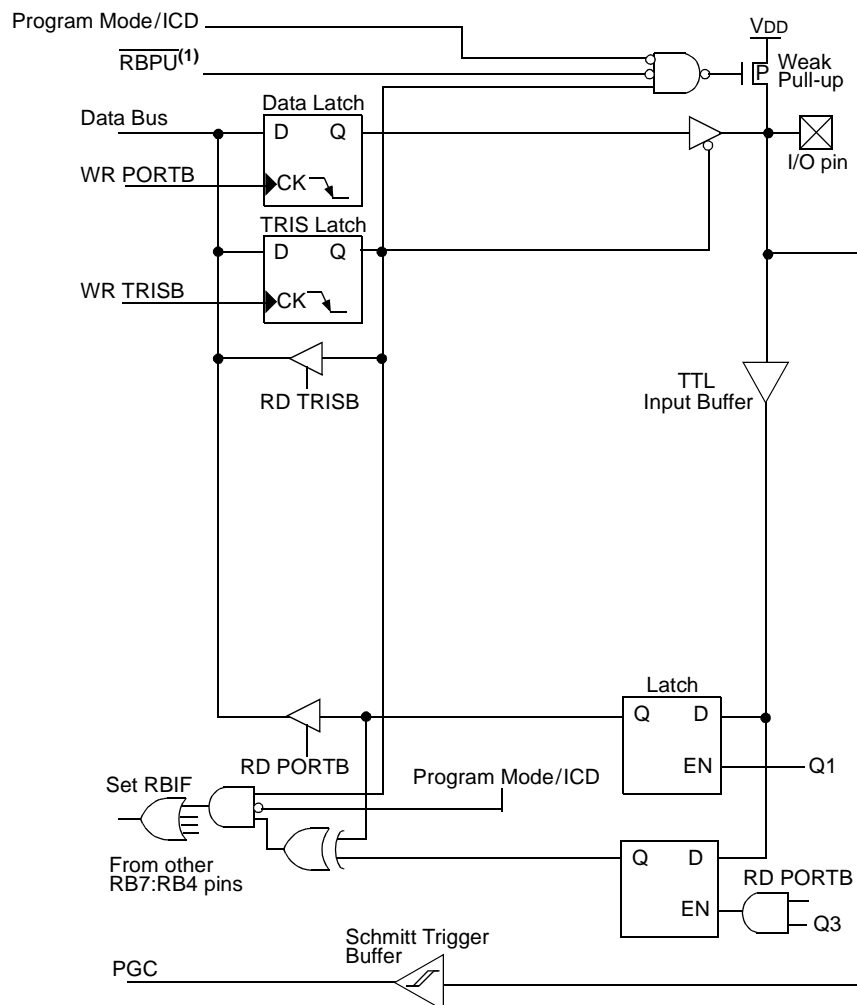 Program Mode/ICD
VDD
RBPU(1)
Weak
Pull-up
P
Data Bus
Data Latch
D Q
I/O pin
WR PORTB
CK
TRIS Latch
D Q
WR TRISB
CK
RD TRISB
TTL
Input Buffer
Latch
Q D
EN
Q1
RD PORTB
Program Mode/ICD
Set RBIF
From other
RB7:RB4 pins
Q D
EN
RD PORTB
Q3
Schmitt Trigger
Buffer
PGC